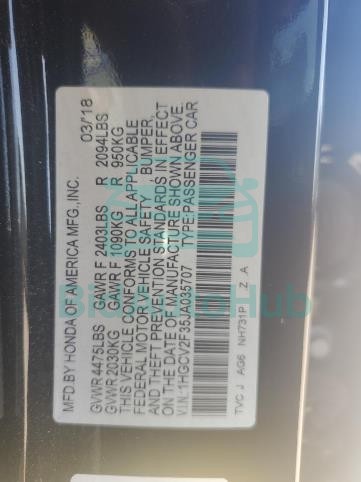 MFD BY HONDA OF AMERICA MFG.,INC. 03/18
GVWR 4475LBS GAWR F 2403LBS R 2094LBS
GVWR 2030KG GAWR F 1090KG R 950KG
THIS VEHICLE CONFORMS TO ALL APPLICABLE
FEDERAL MOTOR VEHICLE SAFETY, BUMPER,
AND THEFT PREVENTION STANDARDS IN EFFECT
ON THE DATE OF MANUFACTURE SHOWN ABOVE.
V.I.N.:1HGCV2F35JA035707 TYPE:PASSENGER CAR
TVC J AG6 NH731P Z A